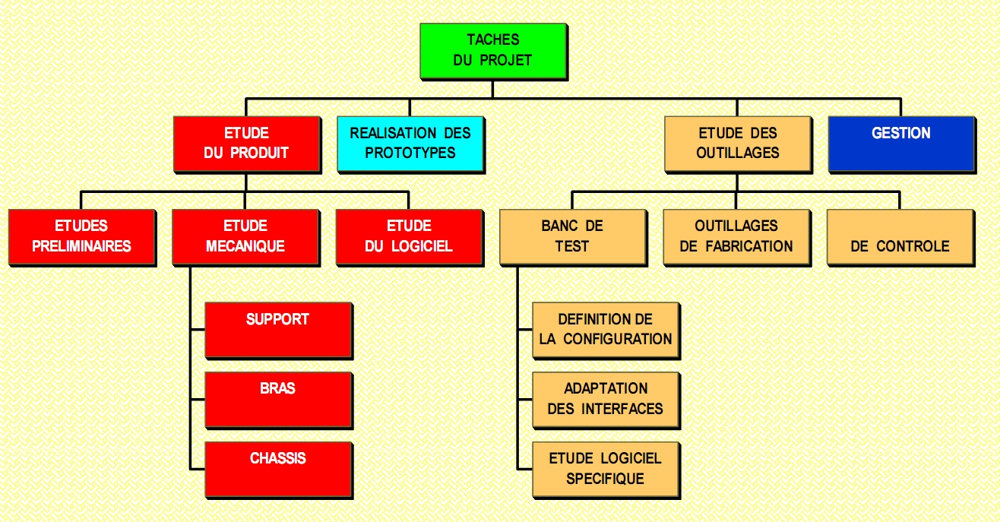 TACHES
DU PROJET
ETUDE
DU PRODUIT
REALISATION DES
PROTOTYPES
ETUDE DES
OUTILLAGES
GESTION
ETUDES
PRELIMINAIRES
ETUDE
MECANIQUE
ETUDE
DU LOGICIEL
BANC DE
TEST
OUTILLAGES
DE FABRICATION
DE CONTROLE
SUPPORT
BRAS
CHASSIS
DEFINITION DE
LA CONFIGURATION
ADAPTATION
DES INTERFACES
ETUDE LOGICIEL
SPECIFIQUE